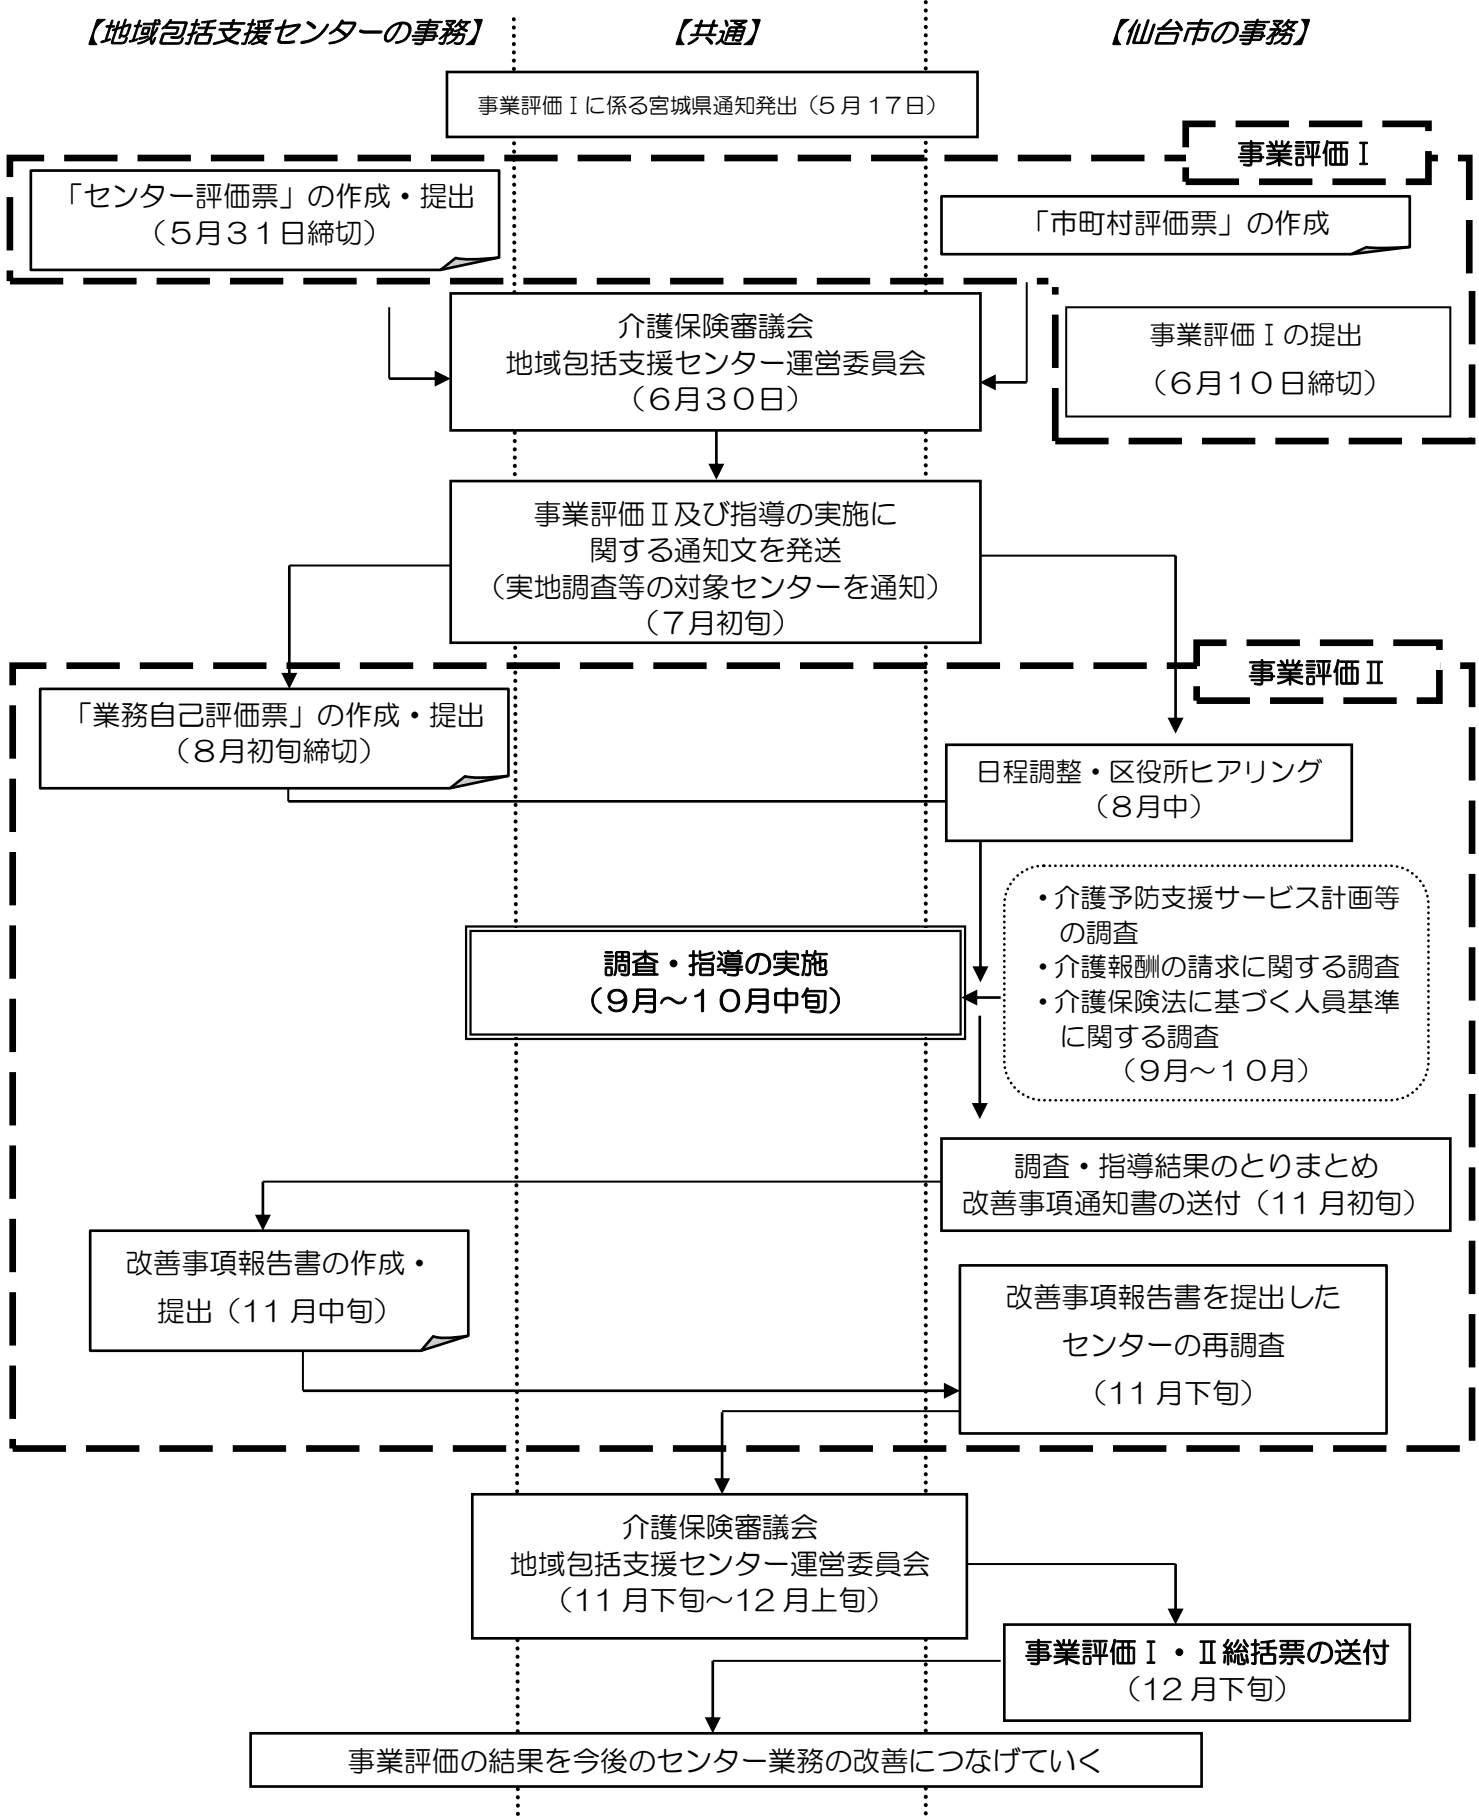 【地域包括支援センターの事務】
【共通】
【仙台市の事務】
事業評価Ⅰに係る宮城県通知発出（５月17日）
事業評価Ⅰ
「センター評価票」の作成・提出
（５月３１日締切）
「市町村評価票」の作成
介護保険審議会
地域包括支援センター運営委員会
（６月３０日）
事業評価Ⅰの提出
（６月１０日締切）
事業評価Ⅱ及び指導の実施に
関する通知文を発送
（実地調査等の対象センターを通知）
（７月初旬）
事業評価Ⅱ
「業務自己評価票」の作成・提出
（８月初旬締切）
日程調整・区役所ヒアリング
（８月中）
・介護予防支援サービス計画等
の調査
・介護報酬の請求に関する調査
・介護保険法に基づく人員基準
に関する調査
（９月～１０月）
調査・指導の実施
（９月～１０月中旬）
調査・指導結果のとりまとめ
改善事項通知書の送付（11月初旬）
改善事項報告書の作成・
提出（11月中旬）
改善事項報告書を提出した
センターの再調査
（11月下旬）
介護保険審議会
地域包括支援センター運営委員会
（11月下旬～12月上旬）
事業評価Ⅰ・Ⅱ総括票の送付
（12月下旬）
事業評価の結果を今後のセンター業務の改善につなげていく